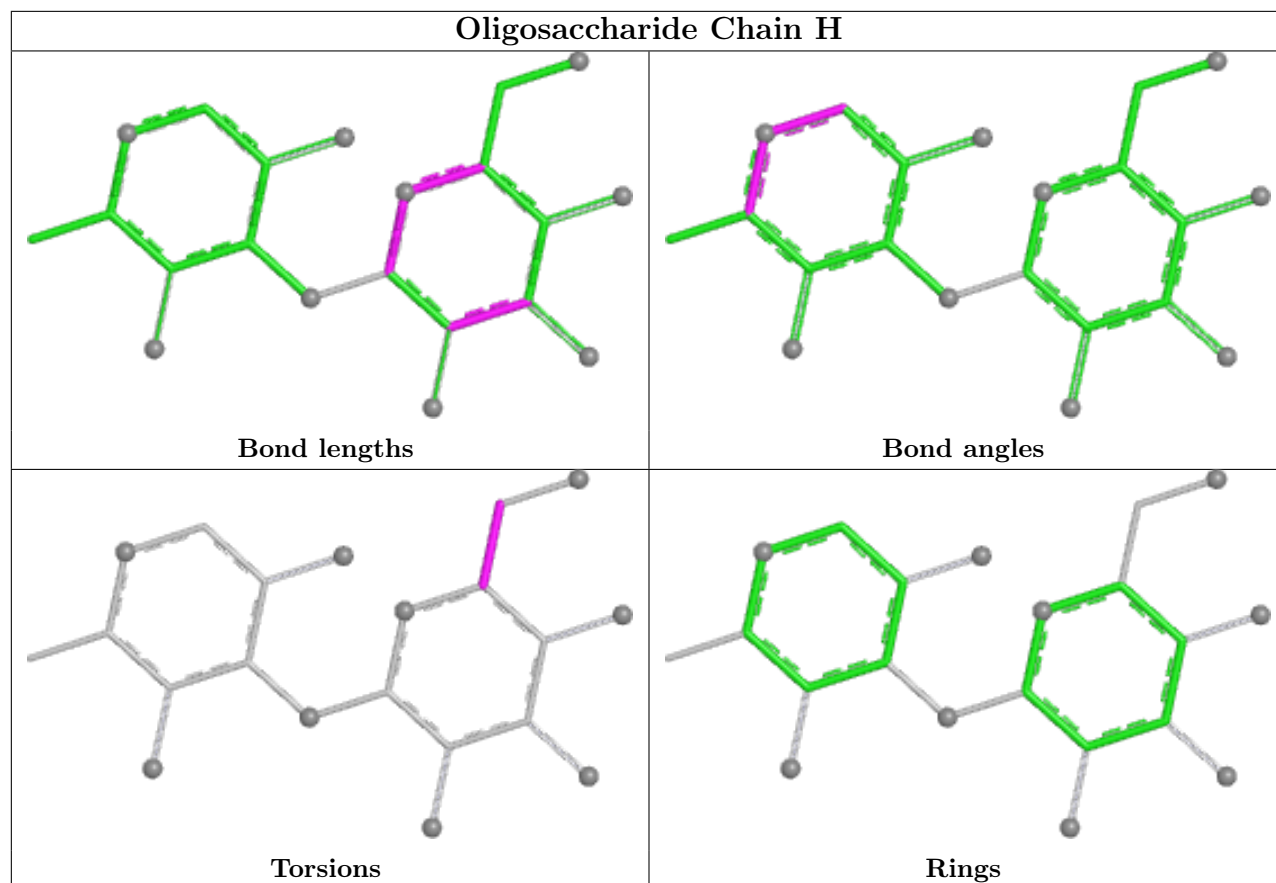 Oligosaccharide Chain H
Bond lengths
Bond angles
Torsions
Rings